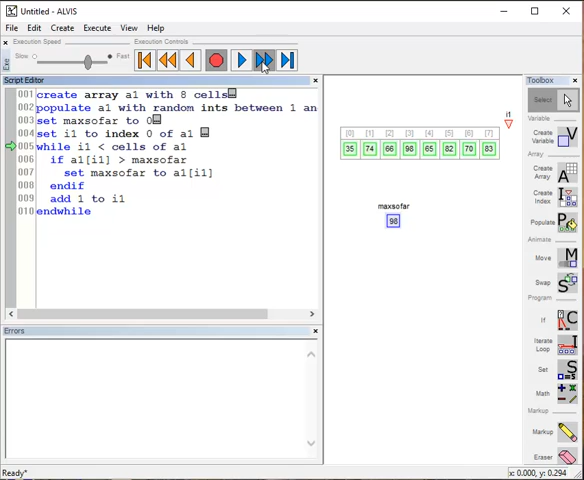 Untitled - ALVIS
File Edit Create Execute View Help
Execution Speed
Execution Controls
Exe
Slow
Fast
Script Editor
Toolbox
001 create array a1 with 8 cells
002 populate a1 with random ints between 1 an
003 set maxsofar to 0
004 set i1 to index 0 of a1
005 while i1 < cells of a1
006 if a1[i1] > maxsofar
007 set maxsofar to a1[i1]
008 endif
009 add 1 to i1
010 endwhile
i1
[0] [1] [2] [3] [4] [5] [6] [7]
35 74 66 98 65 82 70 83
maxsofar
98
Select
Variable
Create Variable
Array
Create Array
Create Index
Populate
Animate
Move
Swap
Program
If
Iterate Loop
Set
Math
Markup
Markup
Eraser
Errors
Ready*
x: 0.000, y: 0.294